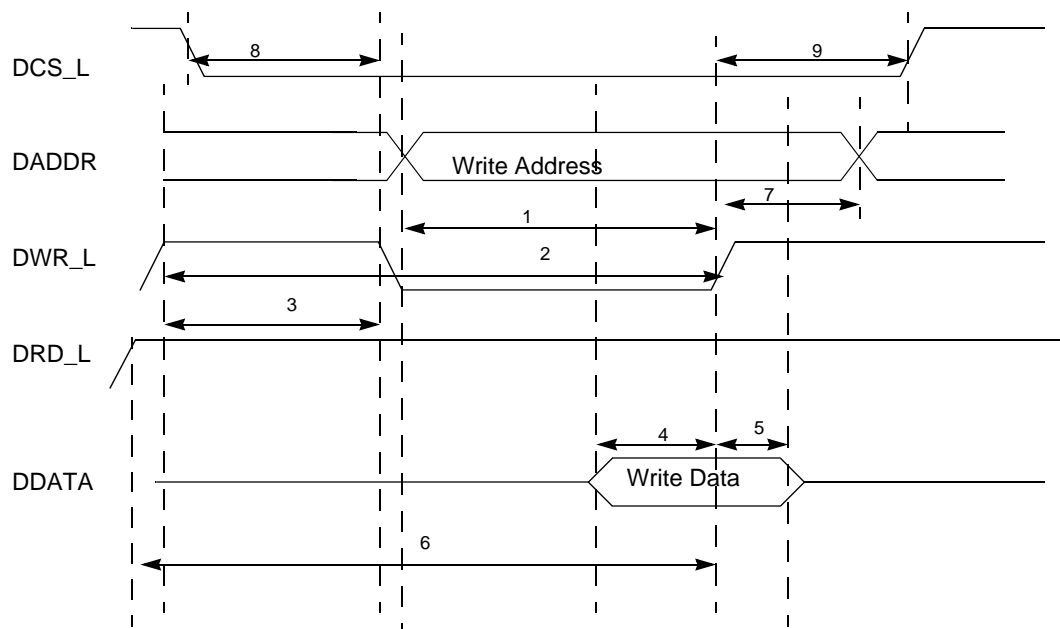 8
9
DCS_L
DADDR
Write Address
7
1
DWR_L
2
3
DRD_L
4
5
DDATA
Write Data
6